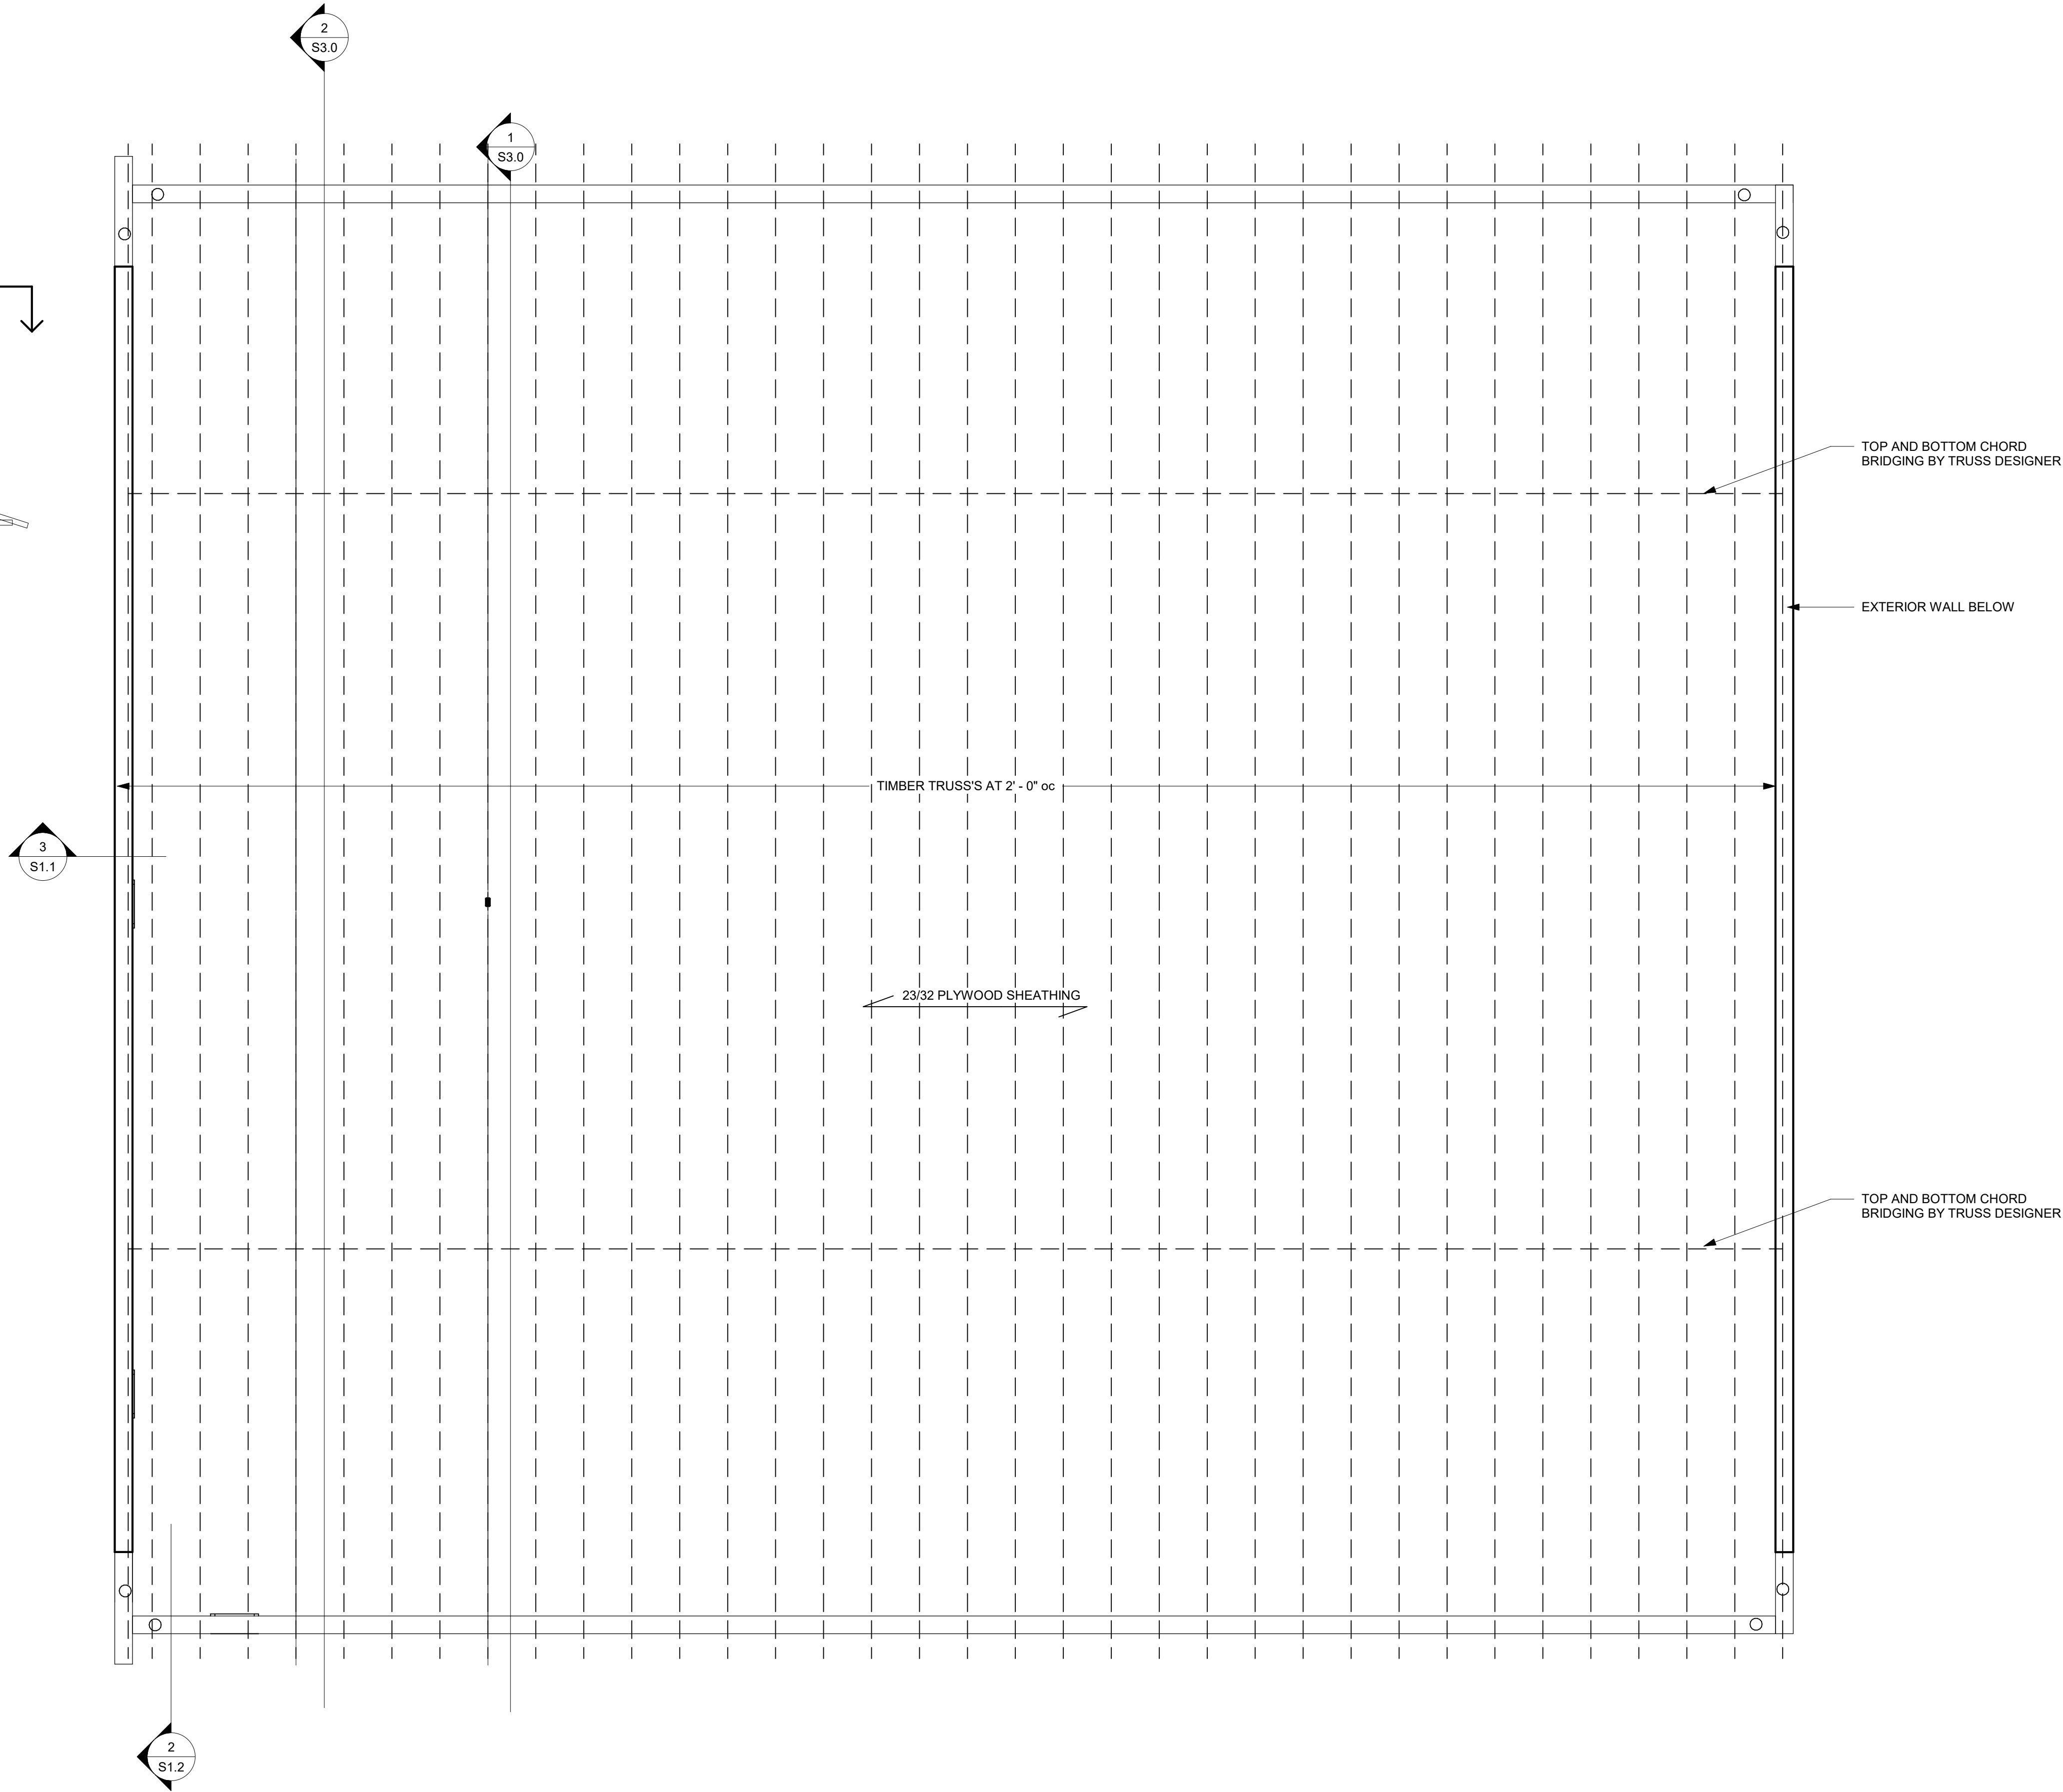 2
S3.0
1
S3.0
TOP AND BOTTOM CHORD
BRIDGING BY TRUSS DESIGNER
EXTERIOR WALL BELOW
TIMBER TRUSS'S AT 2' - 0" oc
3
S1.1
23/32 PLYWOOD SHEATHING
TOP AND BOTTOM CHORD
BRIDGING BY TRUSS DESIGNER
2
S1.2